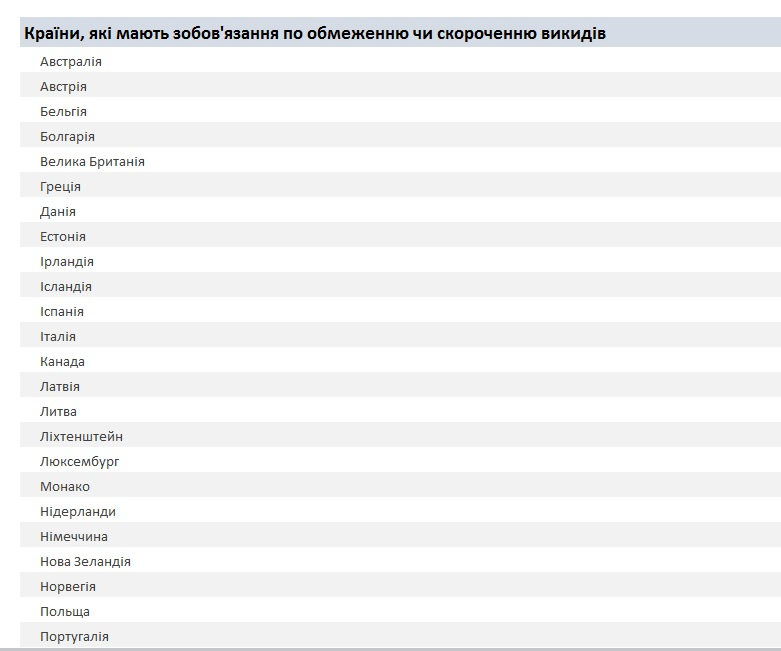 Країни, які мають зобов'язання по обмеженню чи скороченню викидів
Австралія
Австрія
Бельгія
Болгарія
Велика Британія
Греція
Данія
Естонія
Ірландія
Ісландія
Іспанія
Італія
Канада
Латвія
Литва
Ліхтенштейн
Люксембург
Монако
Нідерланди
Німеччина
Нова Зеландія
Норвегія
Польща
Португалія